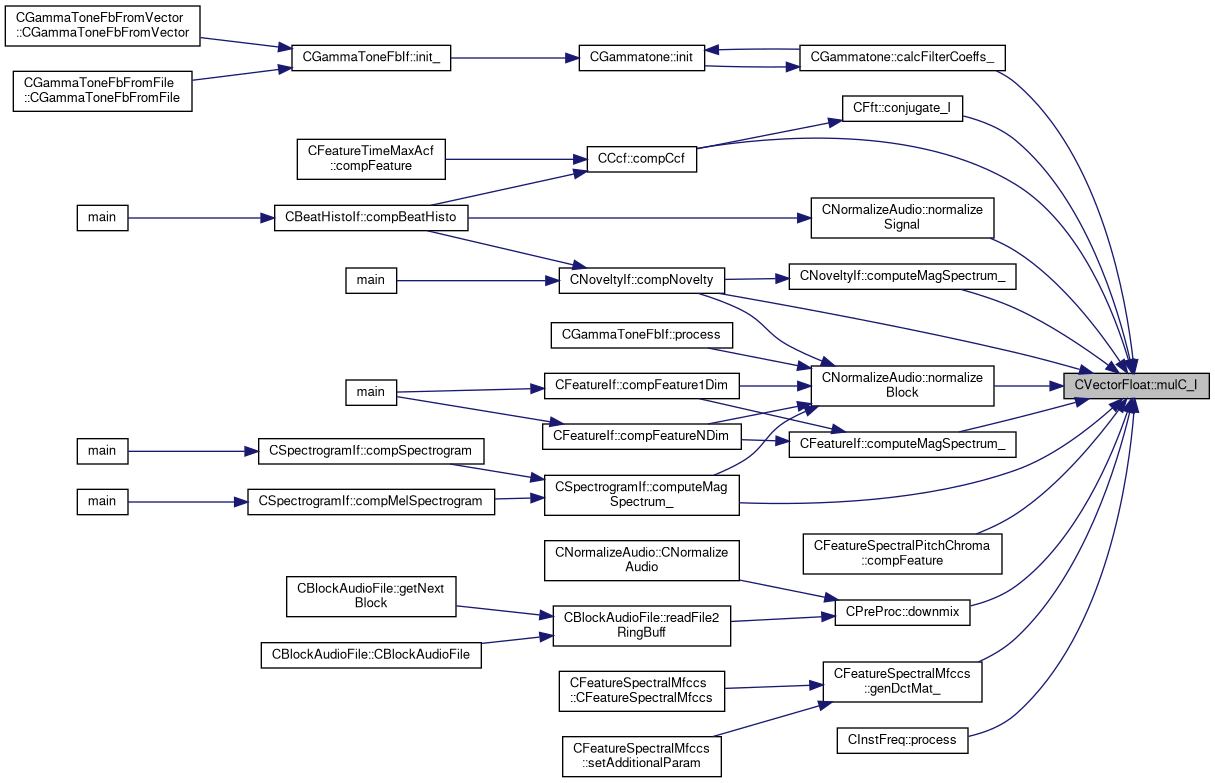 CGammaToneFbFromVector
::CGammaToneFbFromVector
CGammaToneFbFromFile
::CGammaToneFbFromFile
CGammaToneFbIf::init_
CGammatone::init
CGammatone::calcFilterCoeffs_
CFft::conjugate_I
CFeatureTimeMaxAcf
::compFeature
CCcf::compCcf
main
CBeatHistoIf::compBeatHisto
CNormalizeAudio::normalize
Signal
main
CNoveltyIf::compNovelty
CNoveltyIf::computeMagSpectrum_
CGammaToneFbIf::process
CNormalizeAudio::normalize
Block
CVectorFloat::mulC_I
main
CFeatureIf::compFeature1Dim
CFeatureIf::compFeatureNDim
CFeatureIf::computeMagSpectrum_
main
CSpectrogramIf::compSpectrogram
main
CSpectrogramIf::compMelSpectrogram
CSpectrogramIf::computeMag
Spectrum_
CFeatureSpectralPitchChroma
::compFeature
CNormalizeAudio::CNormalize
Audio
CBlockAudioFile::getNext
Block
CBlockAudioFile::readFile2
RingBuff
CPreProc::downmix
CBlockAudioFile::CBlockAudioFile
CFeatureSpectralMfccs
::CFeatureSpectralMfccs
CFeatureSpectralMfccs
::genDctMat_
CFeatureSpectralMfccs
::setAdditionalParam
CInstFreq::process